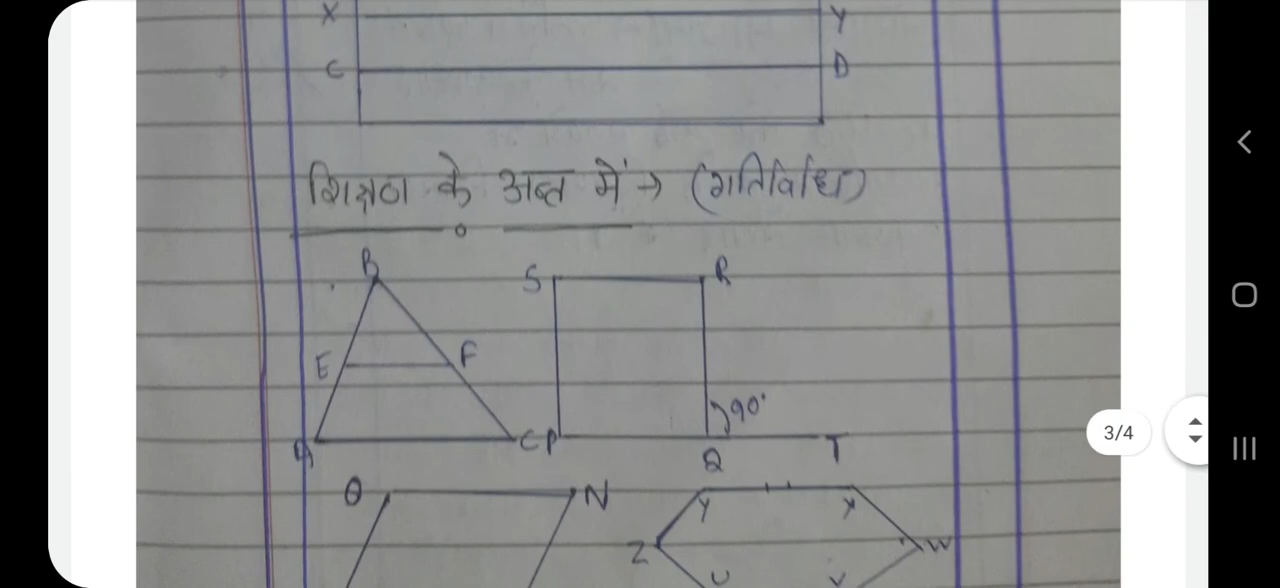 X Y
C D
शिक्षण के अन्त में → (गतिविधि)
B S R
E F
90°
A C P
Q T
O N
Y X
Z W
U V
3/4